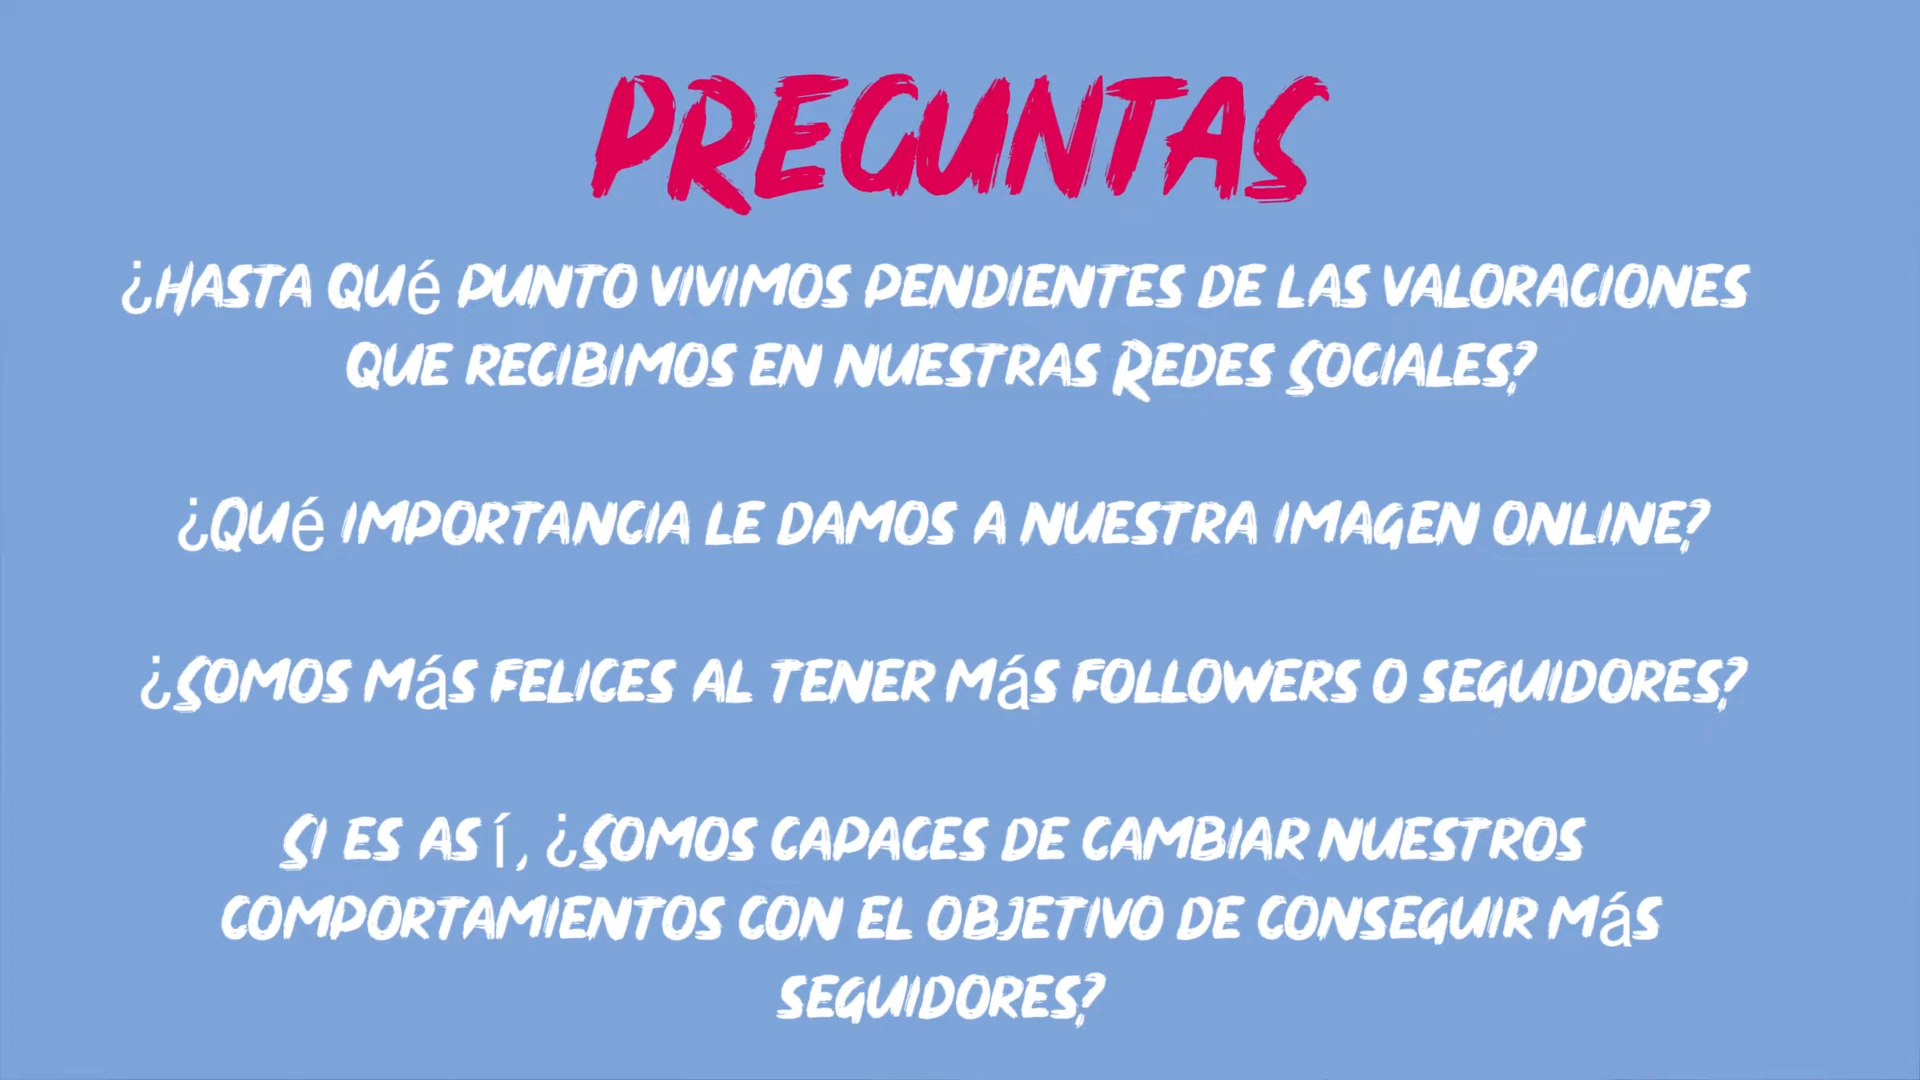 PREGUNTAS
¿Hasta qué punto vivimos pendientes de las valoraciones
que recibimos en nuestras Redes Sociales?
¿Qué importancia le damos a nuestra imagen online?
¿Somos más felices al tener más followers o seguidores?
Si es así, ¿Somos capaces de cambiar nuestros
comportamientos con el objetivo de conseguir más
seguidores?